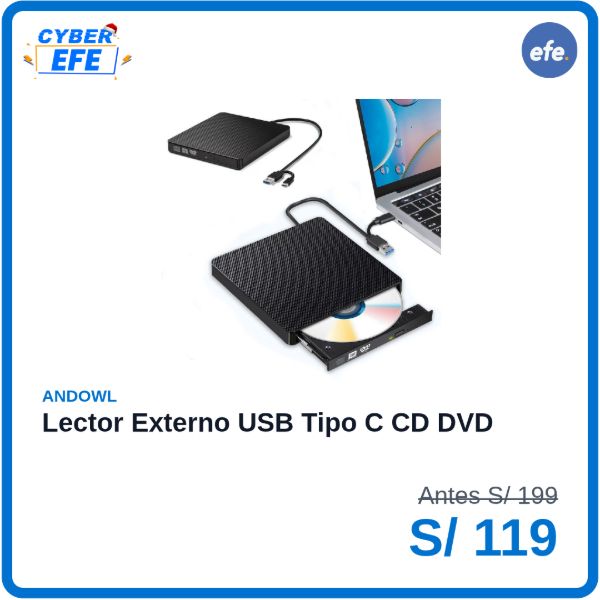 CYBER
EFE
efe.
ANDOWL
Lector Externo USB Tipo C CD DVD
Antes S/ 199
S/ 119